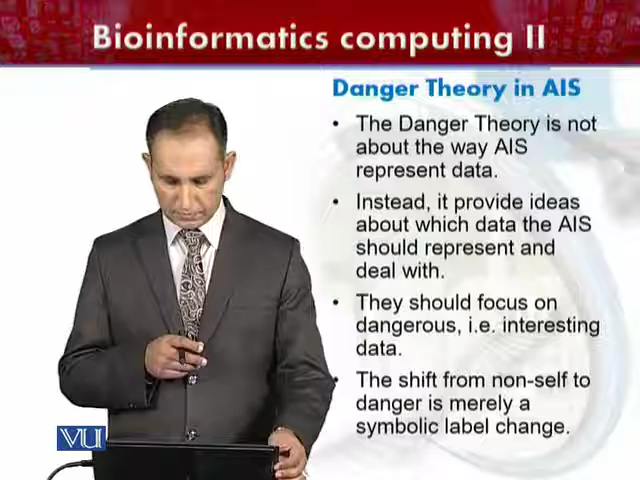 Bioinformatics computing II
Danger Theory in AIS
• The Danger Theory is not
about the way AIS
represent data.
• Instead, it provide ideas
about which data the AIS
should represent and
deal with.
• They should focus on
dangerous, i.e. interesting
data.
• The shift from non-self to
danger is merely a
symbolic label change.
VU